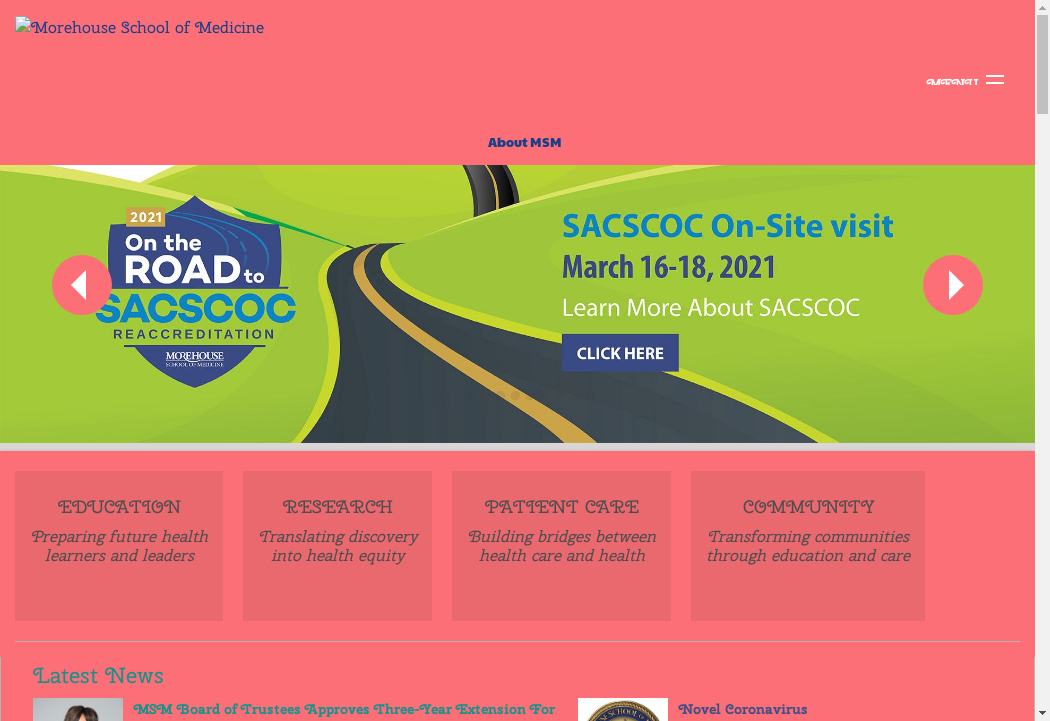 Morehouse School of Medicine
About MSM
2021
On the
ROAD to
SACSCOC
REACCREDITATION
MOREHOUSE
SCHOOL OF MEDICINE
SACSCOC On-Site visit
March 16-18, 2021
Learn More About SACSCOC
CLICK HERE
EDUCATION
Preparing future health
learners and leaders
RESEARCH
Translating discovery
into health equity
PATIENT CARE
Building bridges between
health care and health
COMMUNITY
Transforming communities
through education and care
Latest News
MSM Board of Trustees Approves Three-Year Extension For
Novel Coronavirus